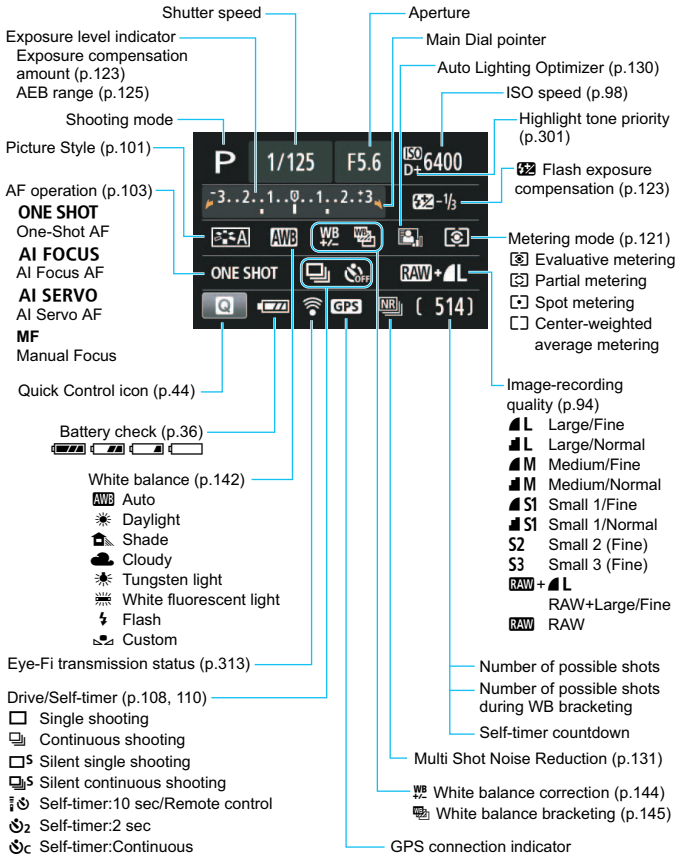 Shutter speed
Aperture
Exposure level indicator
Exposure compensation
amount (p.123)
AEB range (p.125)
Main Dial pointer
Auto Lighting Optimizer (p.130)
ISO speed (p.98)
Shooting mode
Highlight tone priority
(p.301)
Picture Style (p.101)
Flash exposure
compensation (p.123)
AF operation (p.103)
ONE SHOT
One-Shot AF
AI FOCUS
AI Focus AF
AI SERVO
AI Servo AF
MF
Manual Focus
P 1/125 F5.6 ISO D+ 6400
-3..2..1..0..1..2.+3
-1/3
A AWB WB +/- WB
ONE SHOT OFF RAW+L
Q GPS NR ( 514)
Metering mode (p.121)
Evaluative metering
Partial metering
Spot metering
Center-weighted
average metering
Quick Control icon (p.44)
Battery check (p.36)
Image-recording
quality (p.94)
L Large/Fine
L Large/Normal
M Medium/Fine
M Medium/Normal
S1 Small 1/Fine
S1 Small 1/Normal
S2 Small 2 (Fine)
S3 Small 3 (Fine)
RAW+L
RAW+Large/Fine
RAW RAW
White balance (p.142)
AWB Auto
Daylight
Shade
Cloudy
Tungsten light
White fluorescent light
Flash
Custom
Eye-Fi transmission status (p.313)
Drive/Self-timer (p.108, 110)
Single shooting
Continuous shooting
S Silent single shooting
S Silent continuous shooting
Self-timer:10 sec/Remote control
2 Self-timer:2 sec
C Self-timer:Continuous
Number of possible shots
Number of possible shots
during WB bracketing
Self-timer countdown
Multi Shot Noise Reduction (p.131)
WB +/- White balance correction (p.144)
WB White balance bracketing (p.145)
GPS connection indicator